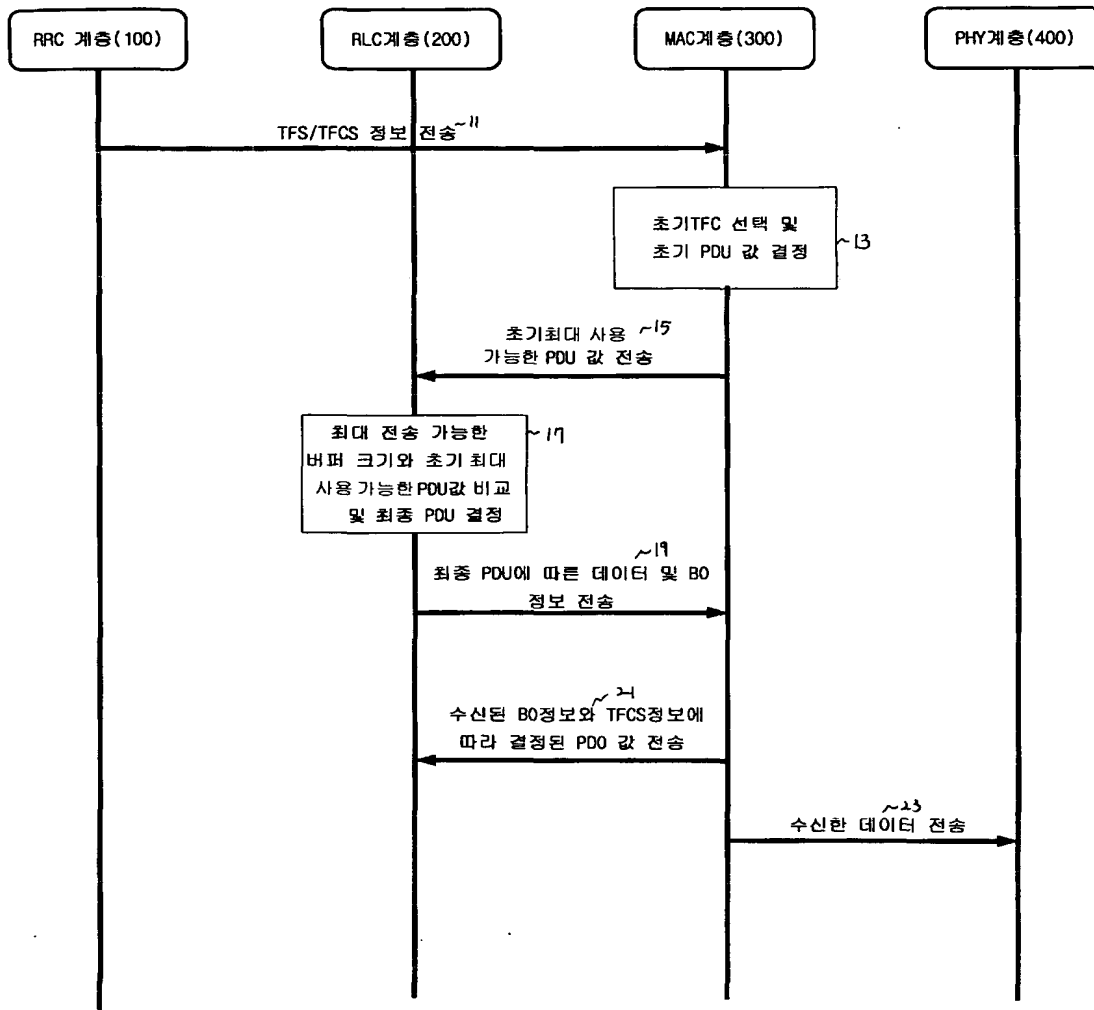 RRC 계층(100)
RLC계층(200)
MAC계층(300)
PHY계층(400)
TFS/TFCS 정보 전송 ~11
초기TFC 선택 및
초기 PDU 값 결정
~13
초기최대 사용 ~15
가능한 PDU 값 전송
최대 전송 가능한
버퍼 크기와 초기 최대
사용 가능한 PDU값 비교
및 최종 PDU 결정
~17
~19
최종 PDU에 따른 데이터 및 BO
정보 전송
~21
수신된 BO정보와 TFCS정보에
따라 결정된 PDO 값 전송
~23
수신한 데이터 전송